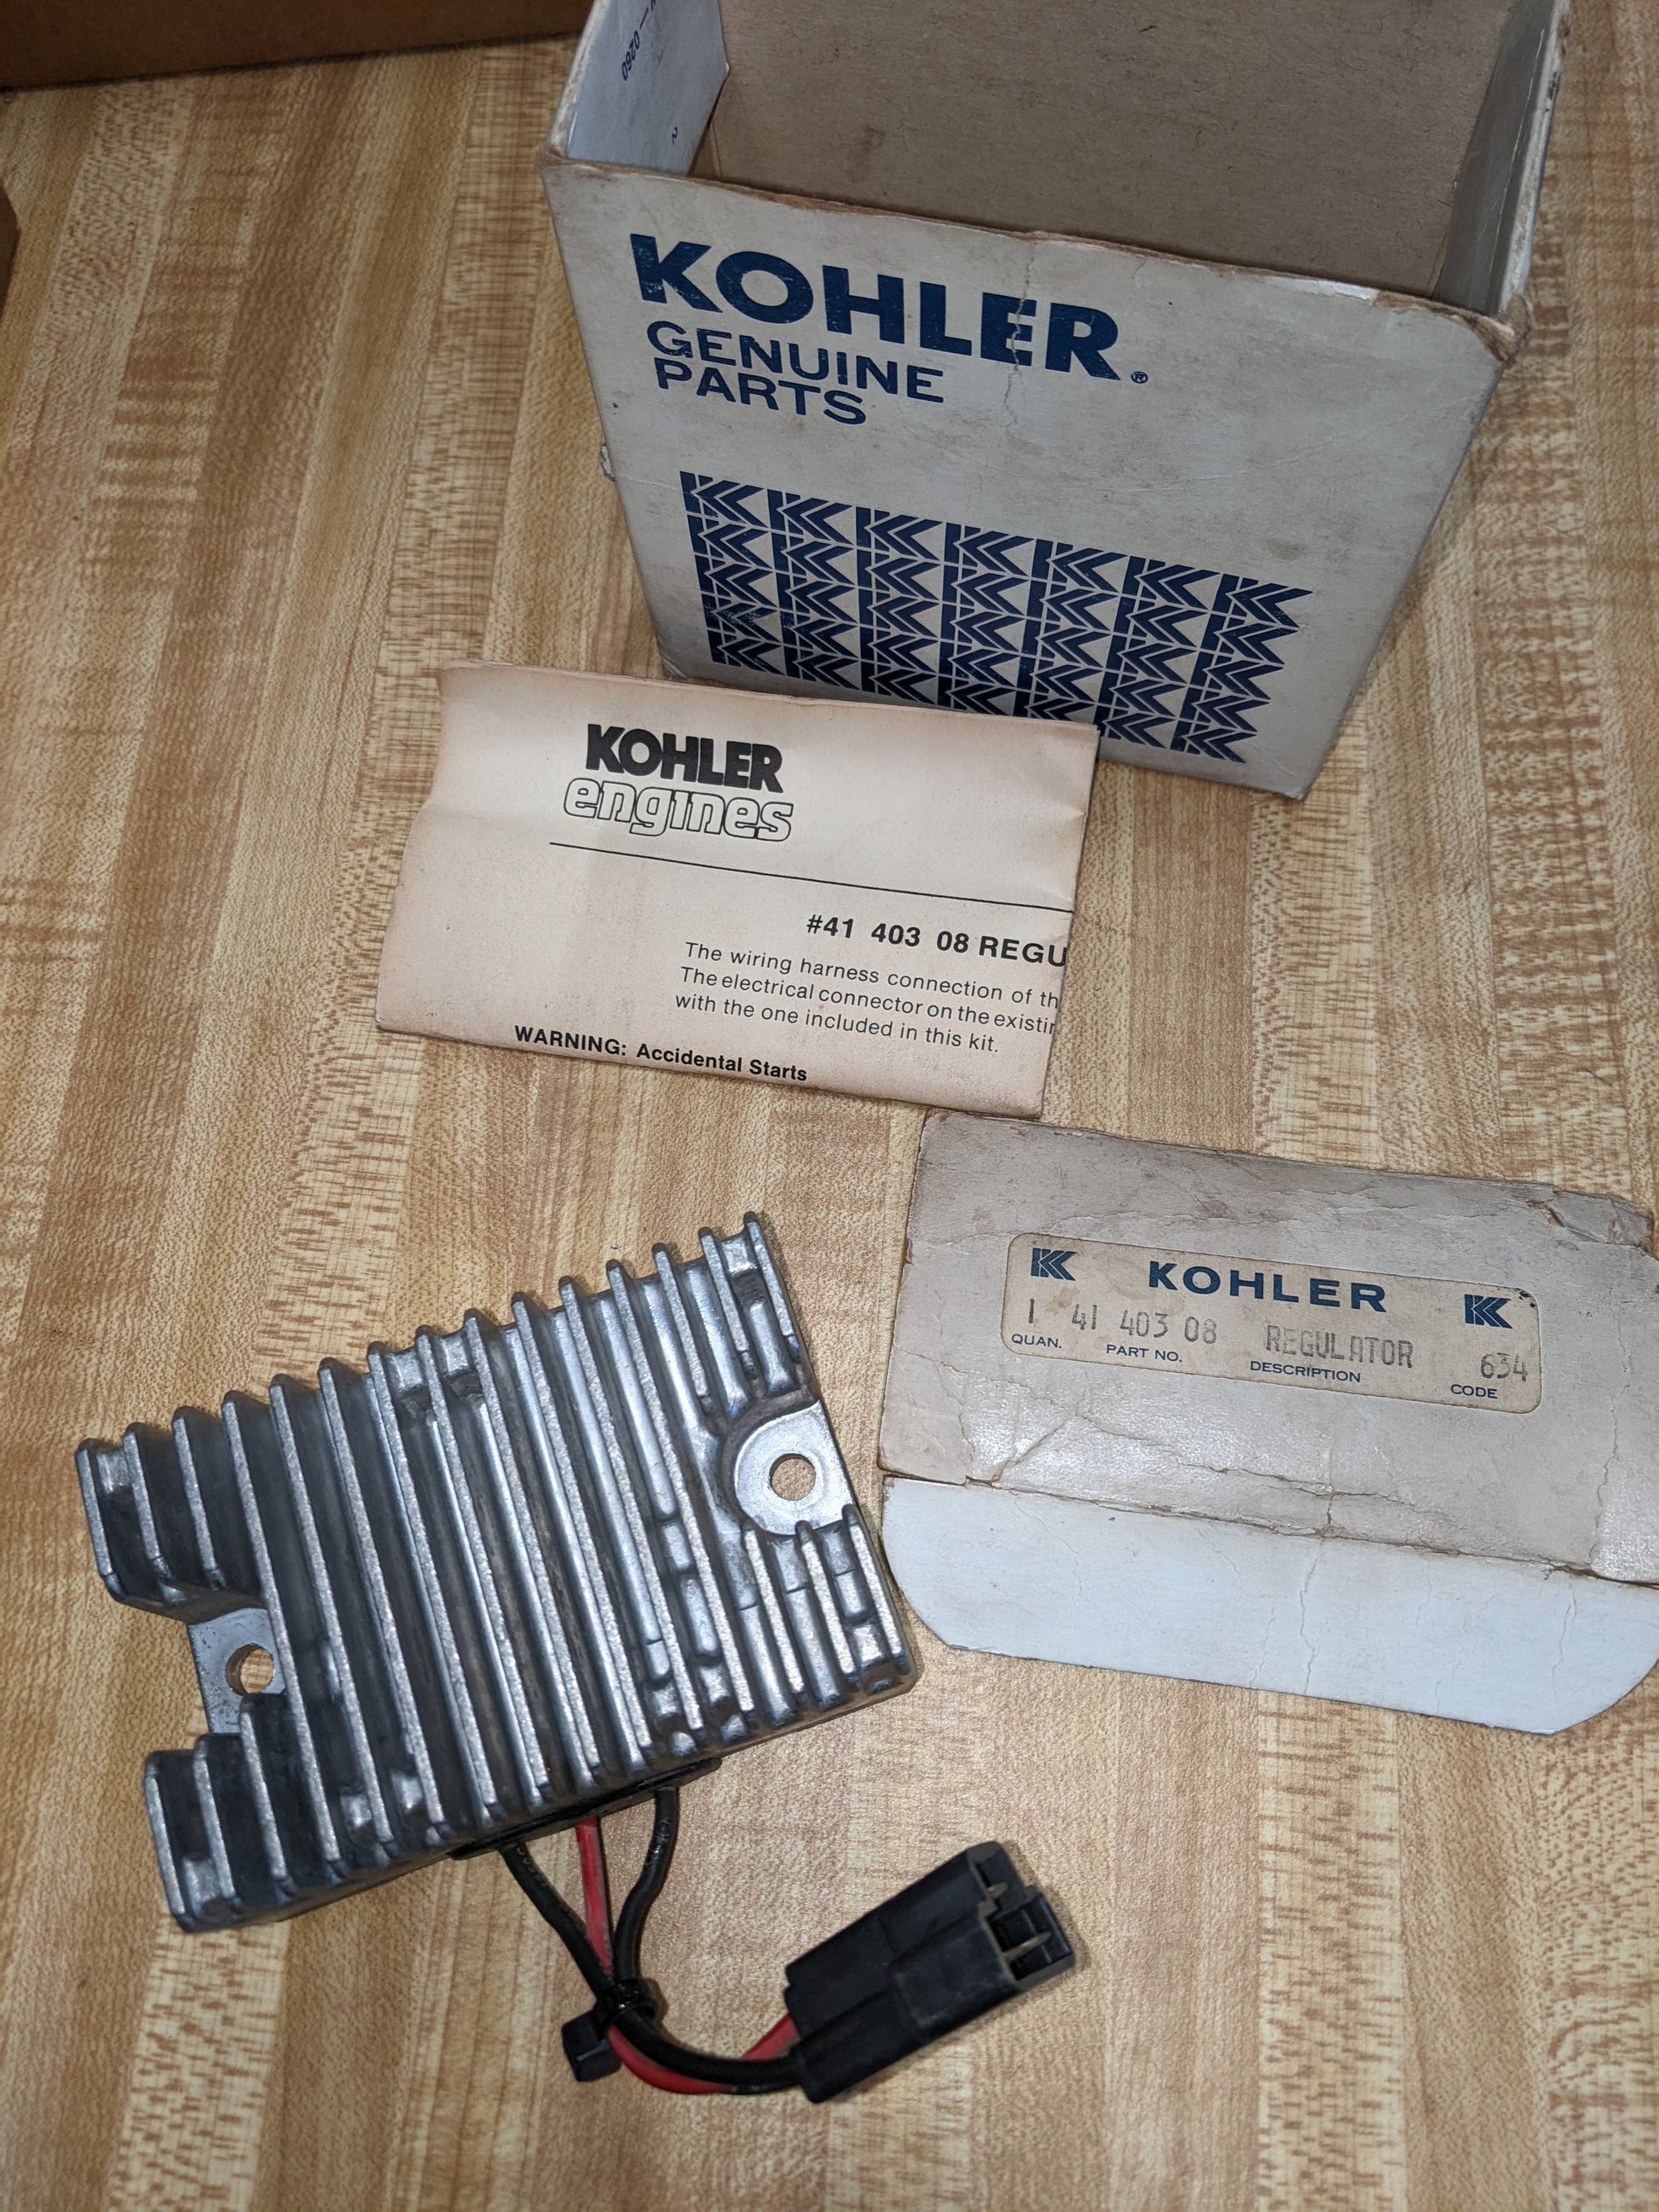 0260
2
KOHLER®
GENUINE
PARTS
KOHLER
engines
#41 403 08 REGU
The wiring harness connection of th
The electrical connector on the existin
with the one included in this kit.
WARNING: Accidental Starts
KOHLER
1 41 403 08 REGULATOR 634
QUAN. PART NO. DESCRIPTION CODE